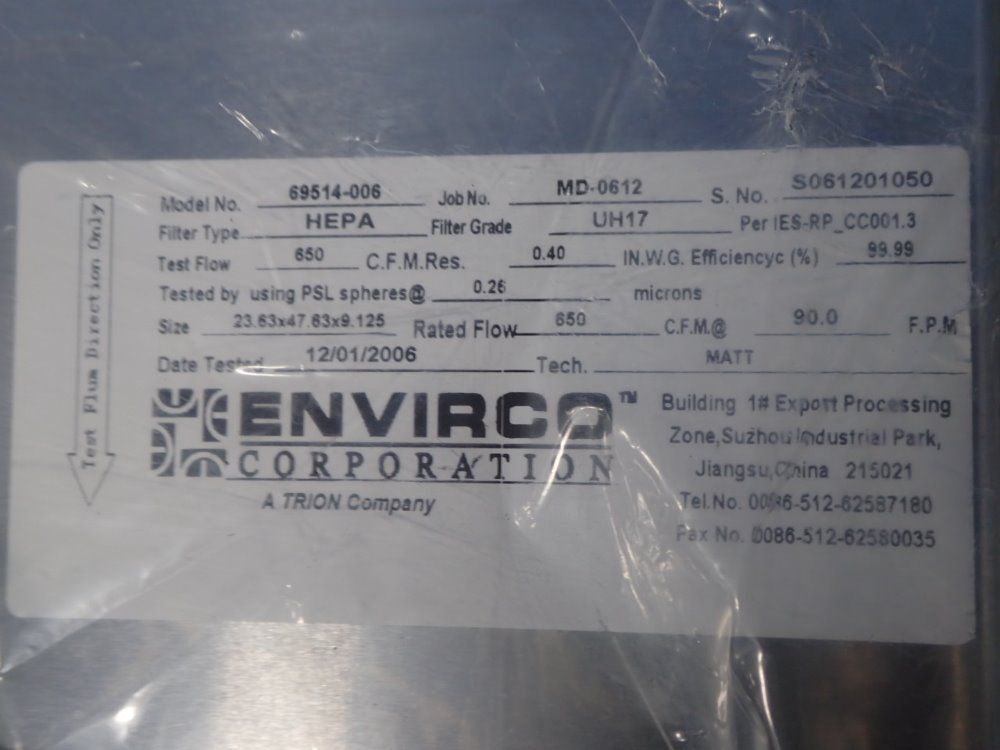 Model No. 69514-006 Job No. MD-0612 S. No. S061201050
Filter Type HEPA Filter Grade UH17 Per IES-RP_CC001.3
Test Flow 650 C.F.M.Res. 0.40 IN.W.G. Efficiencyc (%) 99.99
Tested by using PSL spheres@ 0.26 microns
Size 23.63x47.63x9.125 Rated Flow 650 C.F.M.@ 90.0 F.P.M
Date Tested 12/01/2006 Tech. MATT
ENVIRCO™
CORPORATION
A TRION Company
Building 1# Export Processing
Zone,Suzhou Industrial Park,
Jiangsu,China 215021
Tel.No. 0086-512-62587180
Fax No. 0086-512-62580035
Test Flum Direction Only